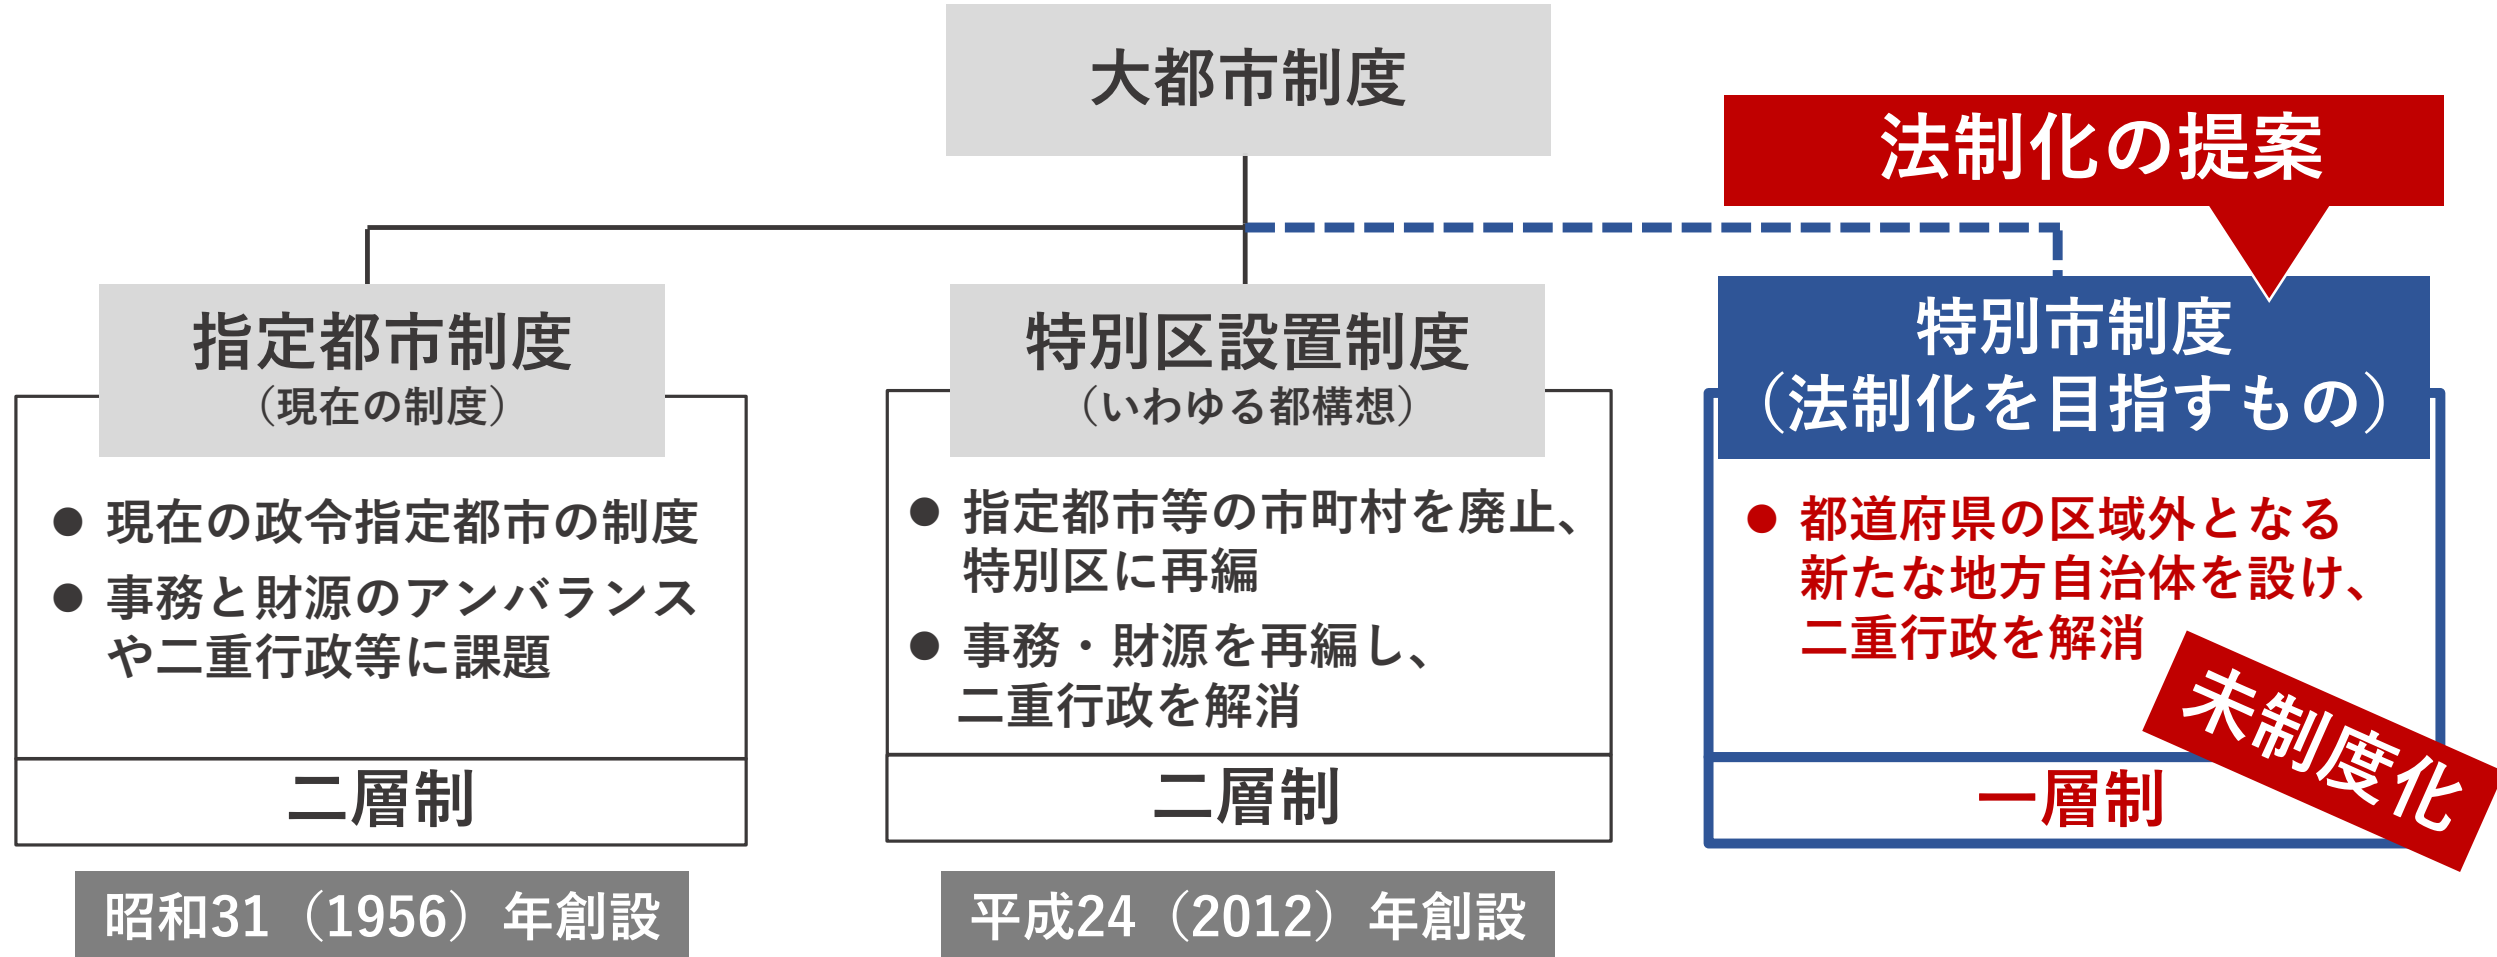 大都市制度
法制化の提案
指定都市制度
（現在の制度）
● 現在の政令指定都市の制度
● 事務と財源のアンバランス
や二重行政等に課題
二層制
昭和31（1956）年創設
特別区設置制度
（いわゆる都構想）
● 指定都市等の市町村を廃止、
特別区に再編
● 事務・財源を再編し、
二重行政を解消
二層制
平成24（2012）年創設
特別市制度
（法制化を目指すもの）
● 都道府県の区域外となる
新たな地方自治体を設け、
二重行政を解消
未制度化
一層制